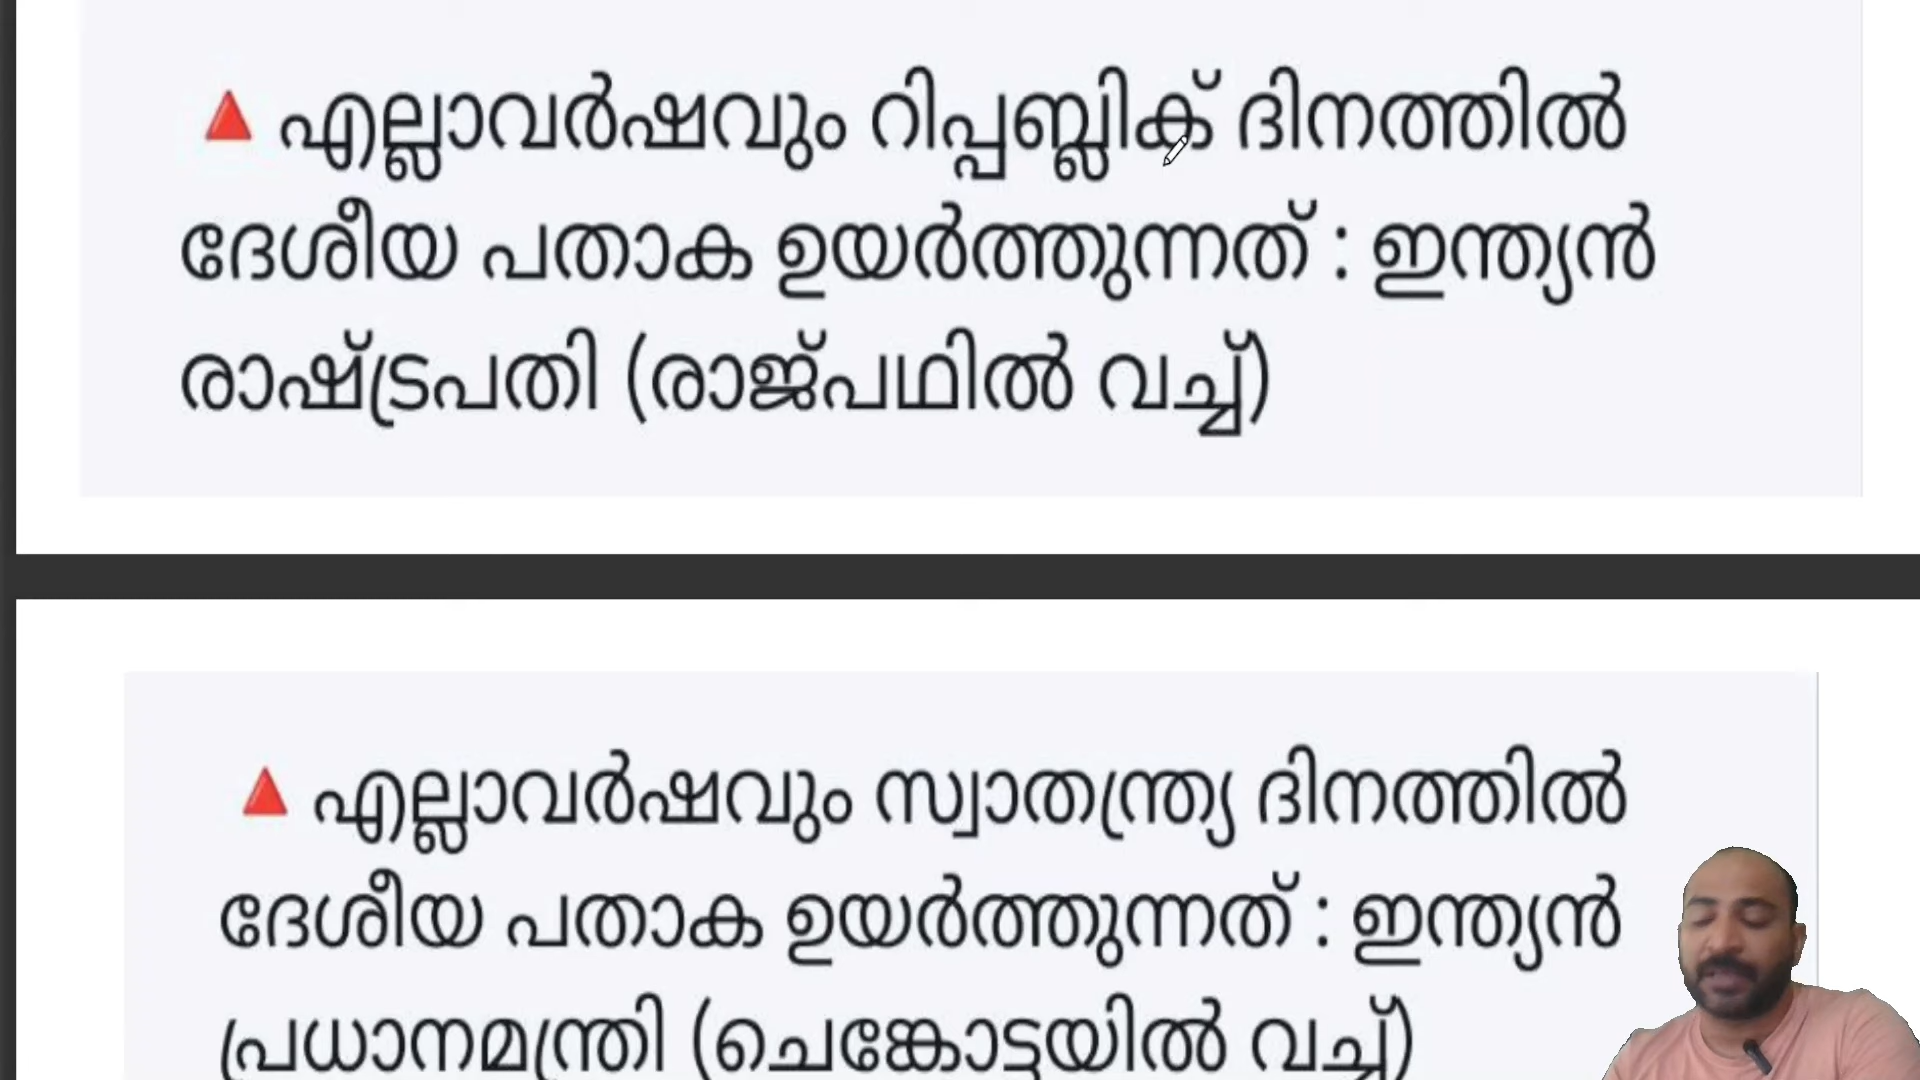 🔺എല്ലാവർഷവും റിപ്പബ്ലിക് ദിനത്തിൽ
ദേശീയ പതാക ഉയർത്തുന്നത് : ഇന്ത്യൻ
രാഷ്ട്രപതി (രാജ്പഥിൽ വച്ച്)
🔺എല്ലാവർഷവും സ്വാതന്ത്ര്യ ദിനത്തിൽ
ദേശീയ പതാക ഉയർത്തുന്നത് : ഇന്ത്യൻ
പ്രധാനമന്ത്രി (ചെങ്കോട്ടയിൽ വച്ച്)